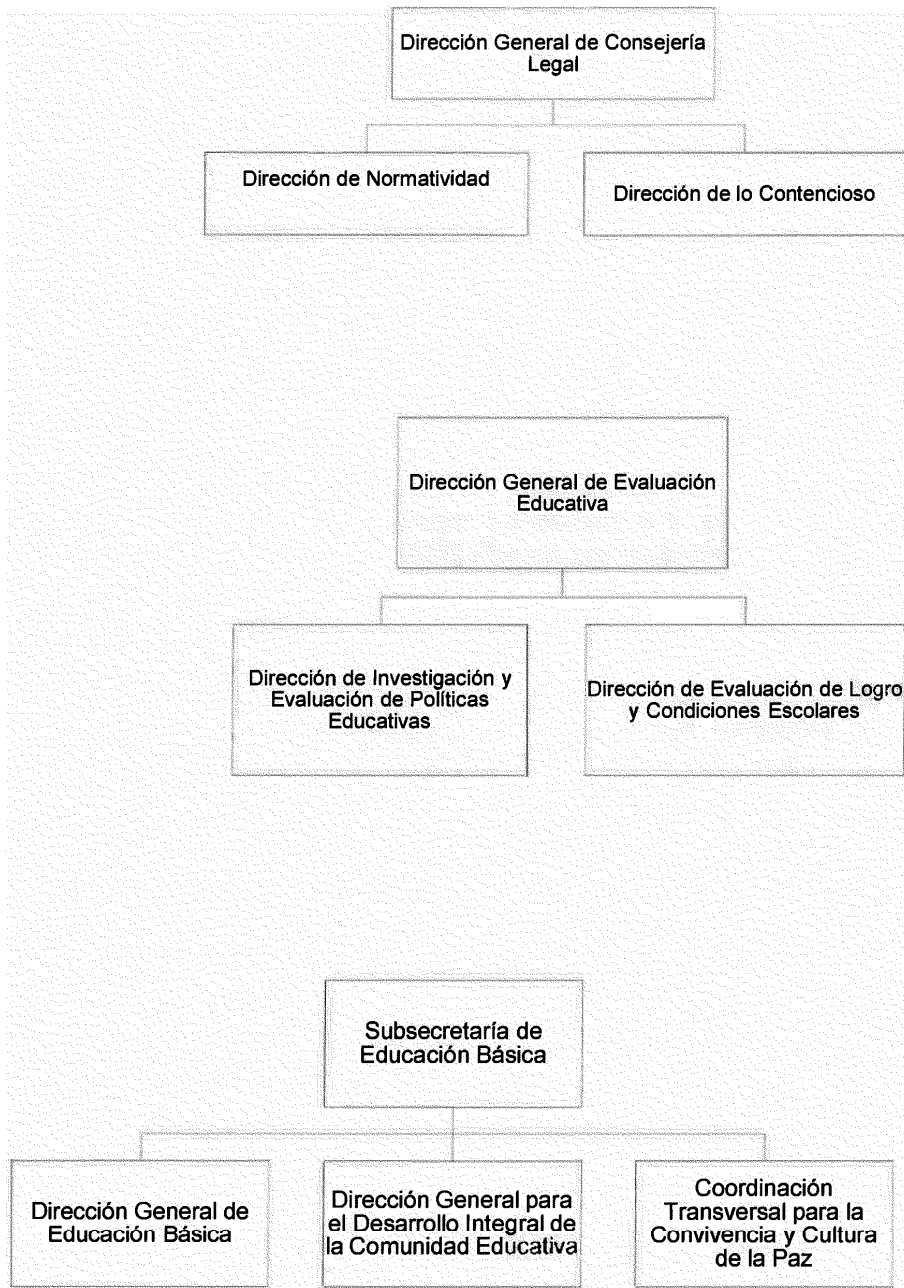 Dirección General de Consejería
Legal
Dirección de Normatividad
Dirección de lo Contencioso
Dirección General de Evaluación
Educativa
Dirección de Investigación y
Evaluación de Políticas
Educativas
Dirección de Evaluación de Logro
y Condiciones Escolares
Subsecretaría de
Educación Básica
Dirección General de
Educación Básica
Dirección General para
el Desarrollo Integral de
la Comunidad Educativa
Coordinación
Transversal para la
Convivencia y Cultura
de la Paz